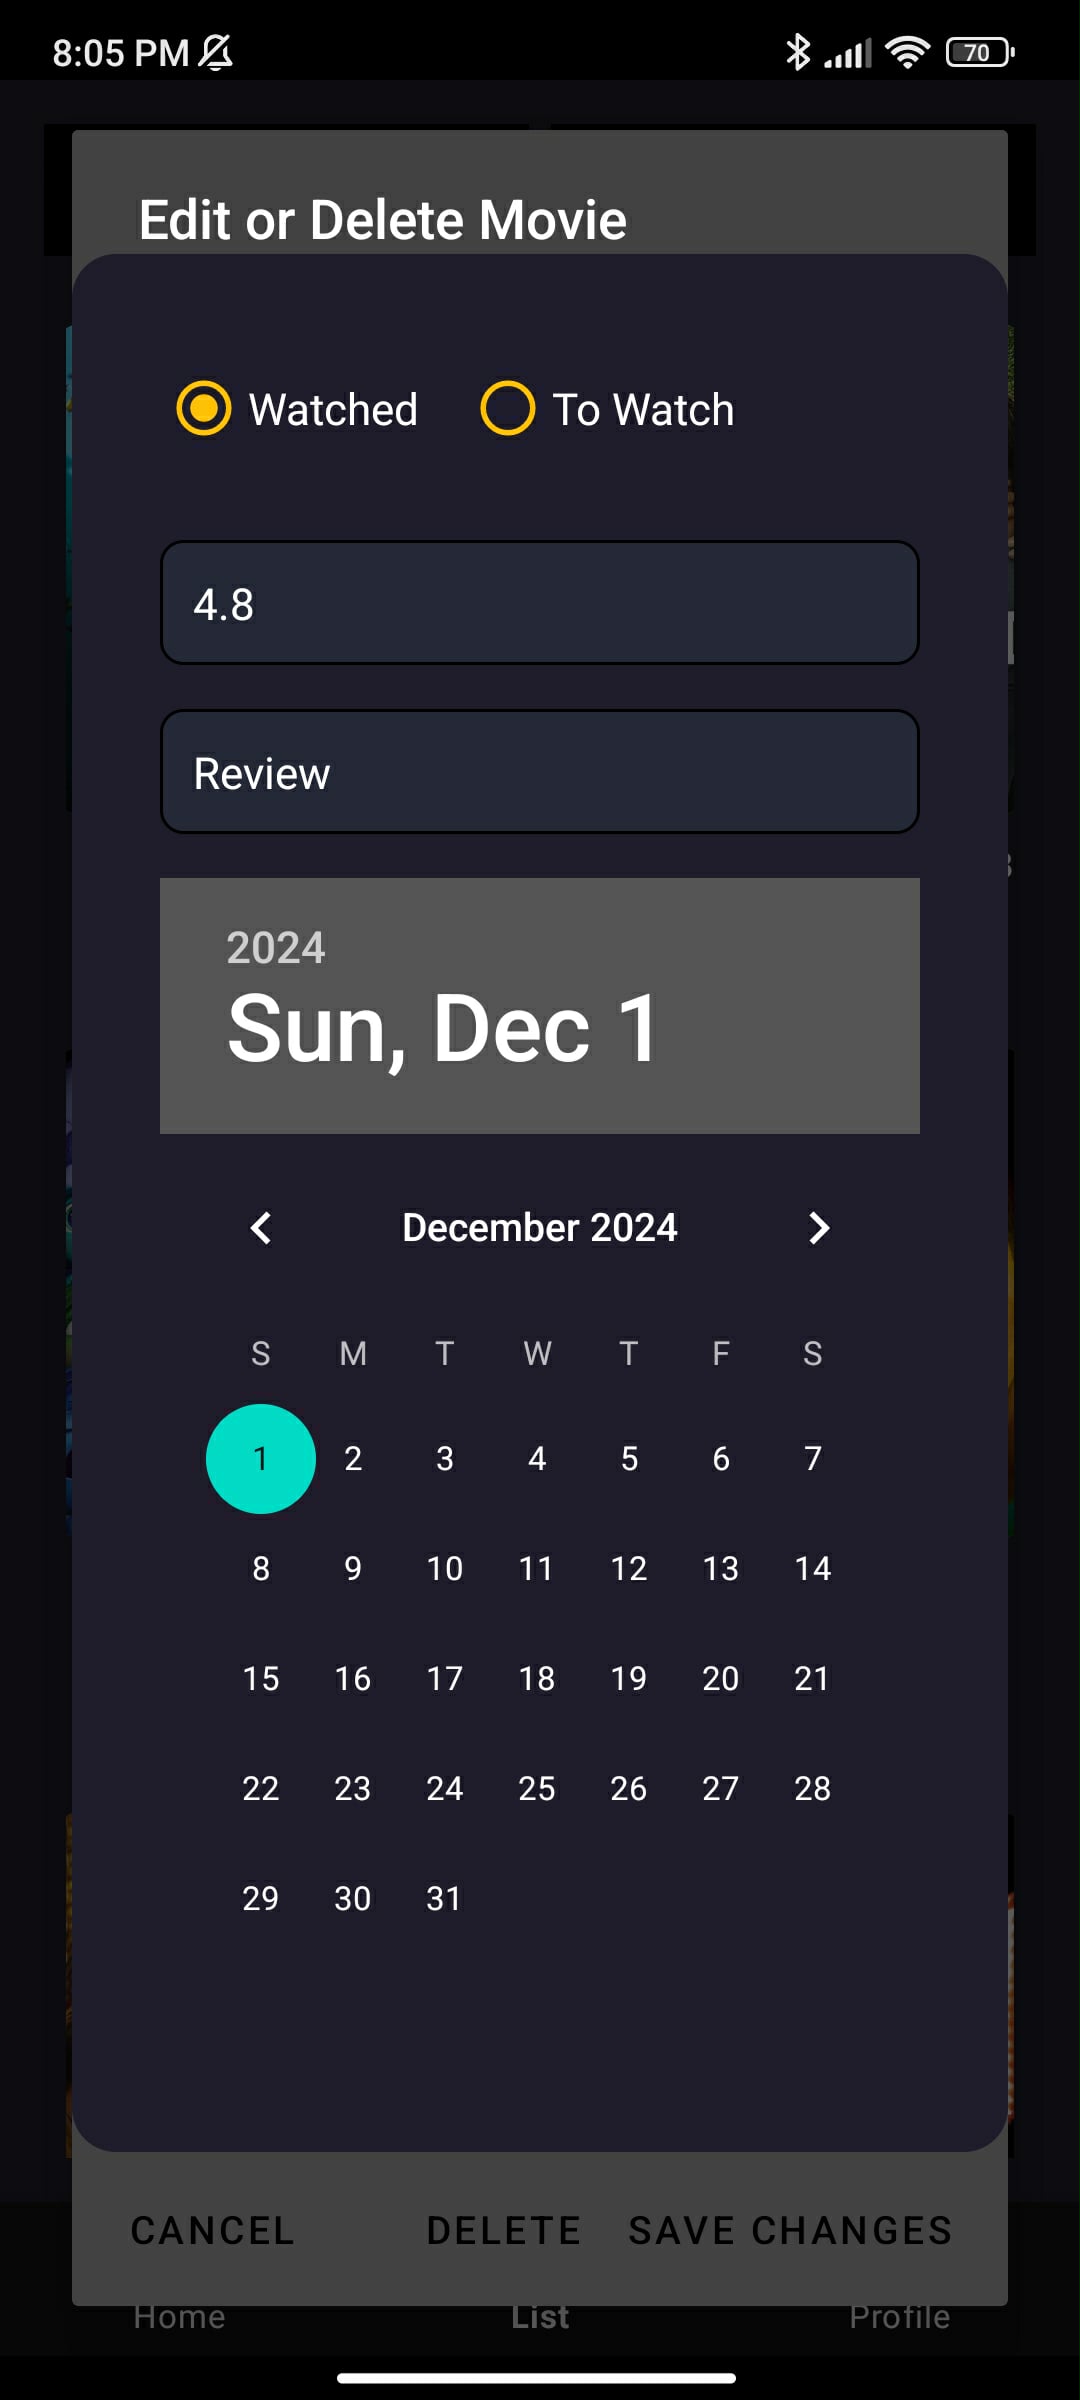 8:05 PM
70
Edit or Delete Movie
Watched To Watch
4.8
Review
2024
Sun, Dec 1
December 2024
S M T W T F S
1 2 3 4 5 6 7
8 9 10 11 12 13 14
15 16 17 18 19 20 21
22 23 24 25 26 27 28
29 30 31
CANCEL DELETE SAVE CHANGES
Home List Profile